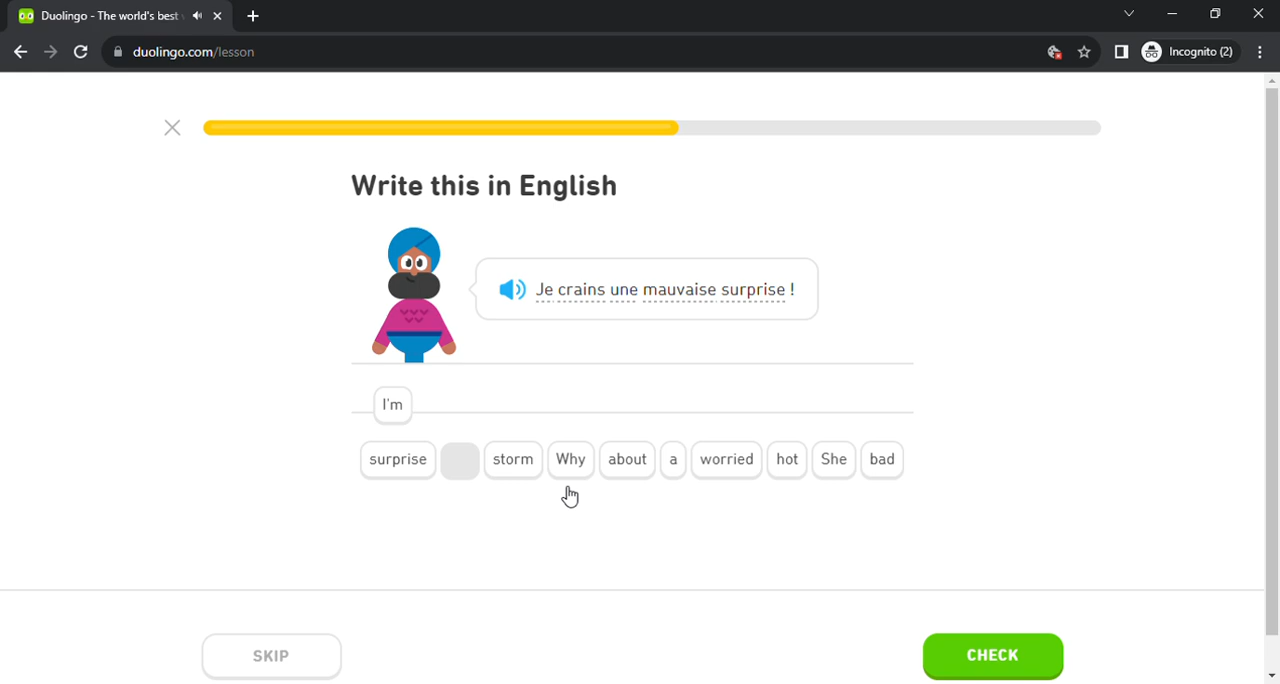 Duolingo - The world's best
duolingo.com/lesson
Incognito (2)
Write this in English
Je crains une mauvaise surprise !
I'm
surprise storm Why about a worried hot She bad
SKIP
CHECK